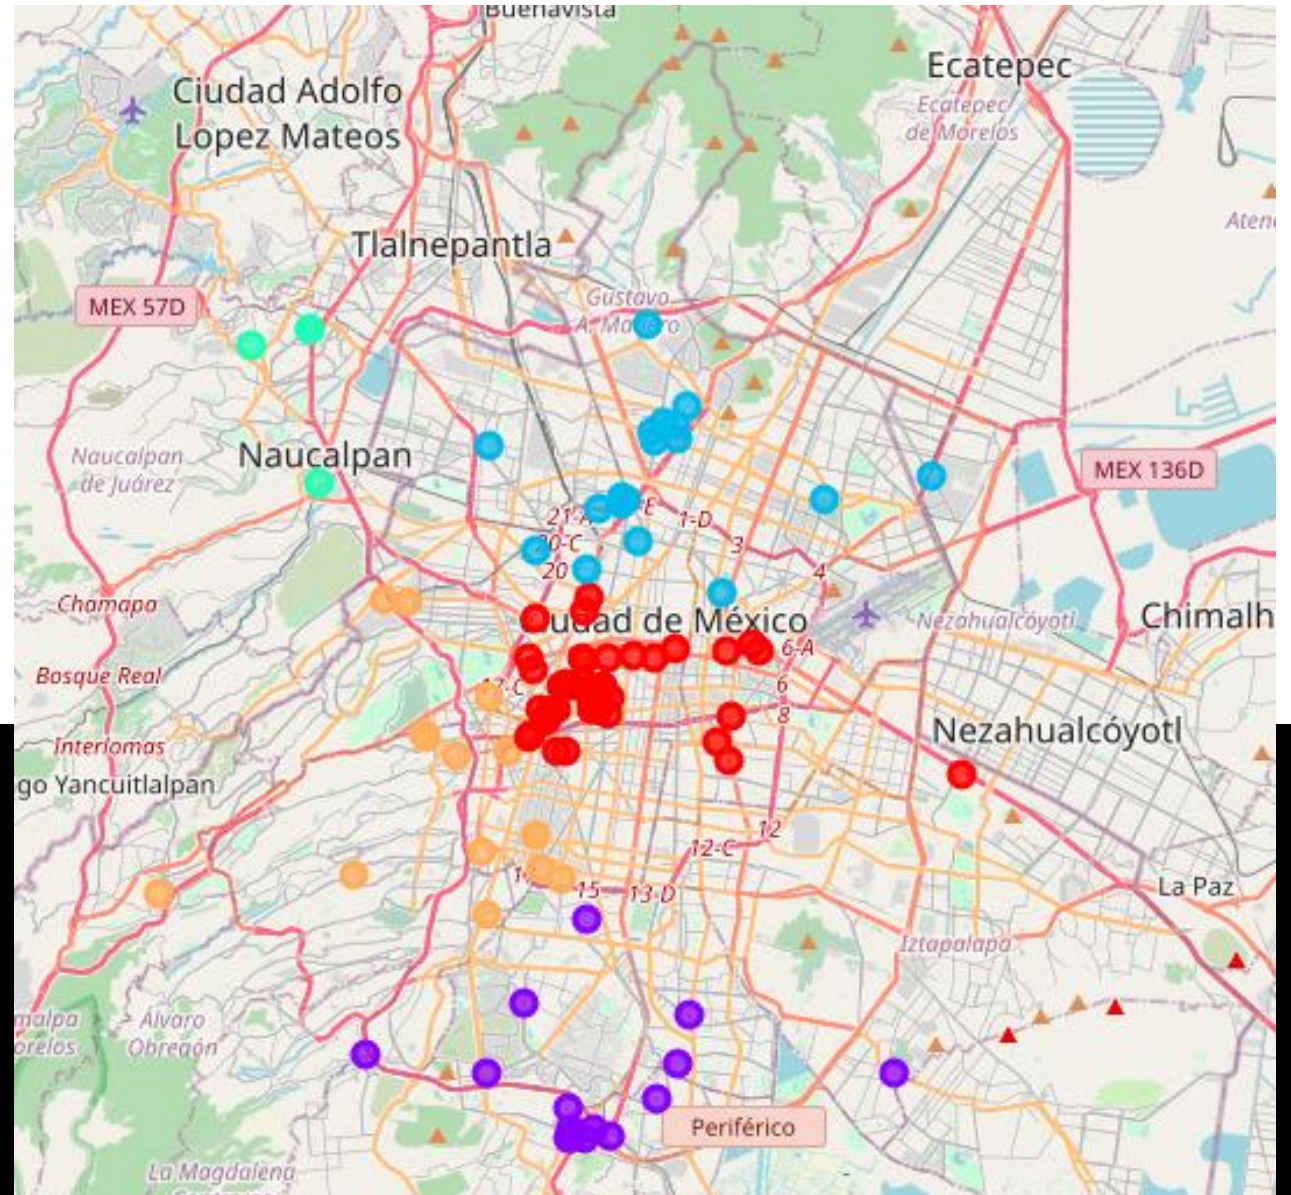 Buenavista
Ciudad Adolfo
Lopez Mateos
Ecatepec
Ecatepec
de Morelos
Tlalnepantla
MEX 57D
Gustavo
A. Madero
Naucalpan
Naucalpan
de Juárez
MEX 136D
21-A
E
1-D
20-C
3
20
4
Chamapa
Ciudad de México
Nezahualcóyotl
Chimalh
6-A
Bosque Real
6
8
Interlomas
Nezahualcóyotl
go Yancuitlalpan
12
12-C
15
13-D
La Paz
Iztapalapa
malpa
orelos
Álvaro
Obregón
Periférico
La Magdalena